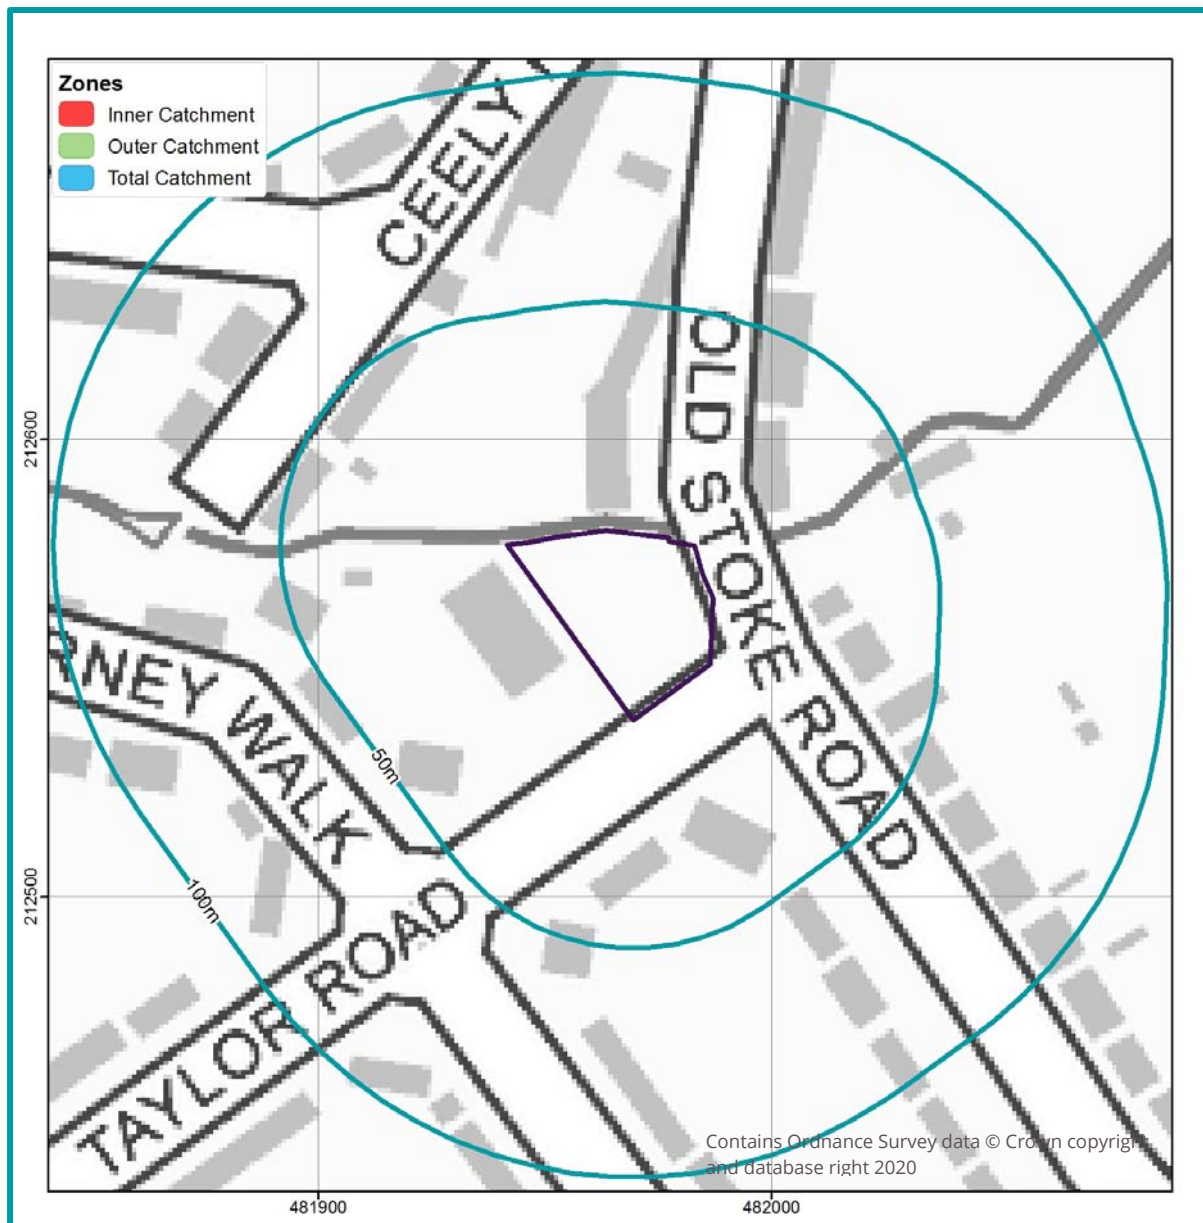 Zones
Inner Catchment
Outer Catchment
Total Catchment
CEELY
OLD STOKE ROAD
212600
RNEY WALK
50m
100m
212500
TAYLOR ROAD
Contains Ordnance Survey data © Crown copyright
and database right 2020
481900
482000